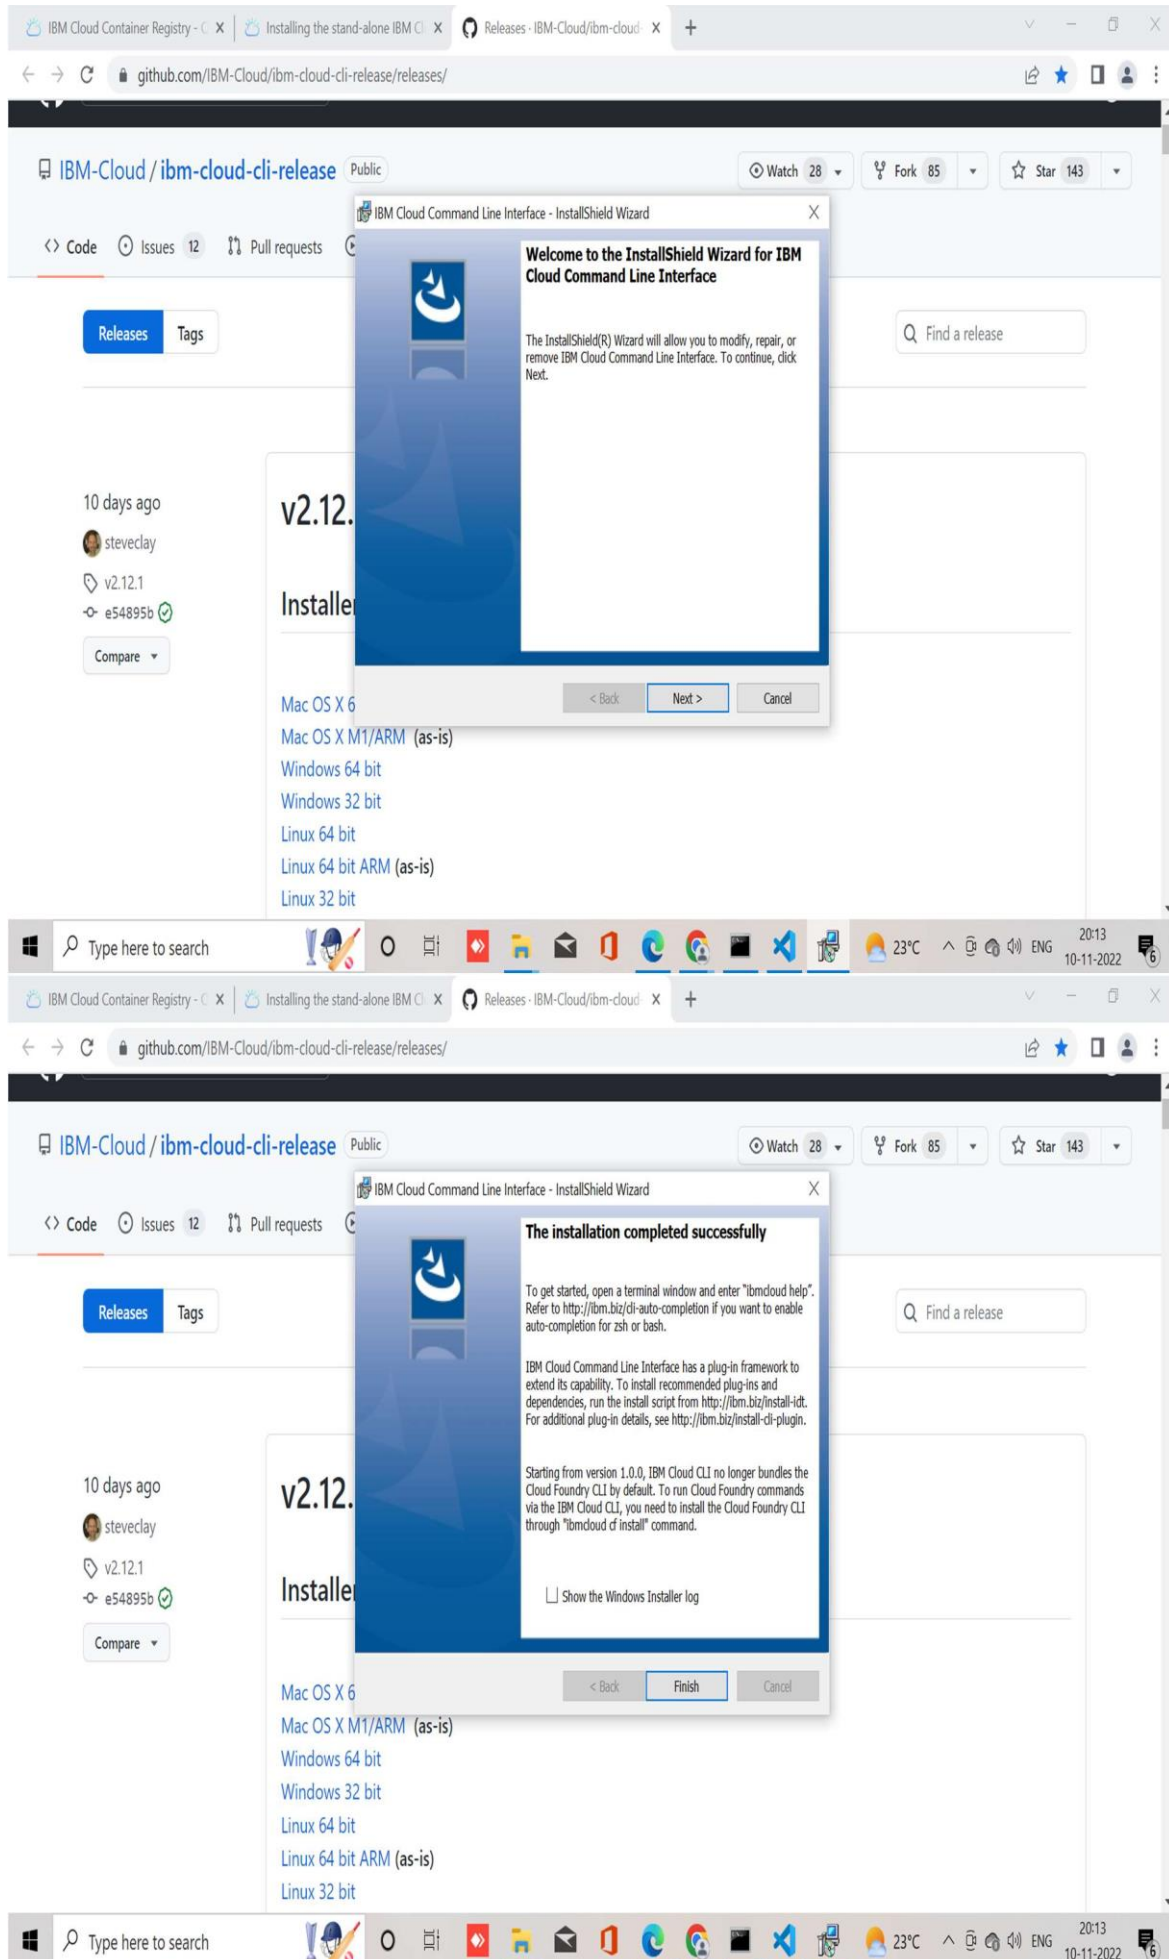 IBM Cloud Container Registry - C
Installing the stand-alone IBM Cl
Releases · IBM-Cloud/ibm-cloud-
github.com/IBM-Cloud/ibm-cloud-cli-release/releases/
IBM-Cloud / ibm-cloud-cli-release Public
Watch 28
Fork 85
Star 143
IBM Cloud Command Line Interface - InstallShield Wizard
Code
Issues 12
Pull requests
Welcome to the InstallShield Wizard for IBM
Cloud Command Line Interface
The InstallShield(R) Wizard will allow you to modify, repair, or
remove IBM Cloud Command Line Interface. To continue, click
Next.
Releases Tags
Find a release
10 days ago
steveclay
v2.12.1
e54895b
Compare
v2.12.
Installer
< Back Next > Cancel
Mac OS X 6
Mac OS X M1/ARM (as-is)
Windows 64 bit
Windows 32 bit
Linux 64 bit
Linux 64 bit ARM (as-is)
Linux 32 bit
Type here to search
23°C
ENG
20:13
10-11-2022
6
IBM Cloud Container Registry - C
Installing the stand-alone IBM Cl
Releases · IBM-Cloud/ibm-cloud-
github.com/IBM-Cloud/ibm-cloud-cli-release/releases/
IBM-Cloud / ibm-cloud-cli-release Public
Watch 28
Fork 85
Star 143
IBM Cloud Command Line Interface - InstallShield Wizard
Code
Issues 12
Pull requests
The installation completed successfully
To get started, open a terminal window and enter "ibmcloud help".
Refer to http://ibm.biz/cli-auto-completion if you want to enable
auto-completion for zsh or bash.
IBM Cloud Command Line Interface has a plug-in framework to
extend its capability. To install recommended plug-ins and
dependencies, run the install script from http://ibm.biz/install-idt.
For additional plug-in details, see http://ibm.biz/install-cli-plugin.
Starting from version 1.0.0, IBM Cloud CLI no longer bundles the
Cloud Foundry CLI by default. To run Cloud Foundry commands
via the IBM Cloud CLI, you need to install the Cloud Foundry CLI
through "ibmcloud cf install" command.
Show the Windows Installer log
Releases Tags
Find a release
10 days ago
steveclay
v2.12.1
e54895b
Compare
v2.12.
Installer
< Back Finish Cancel
Mac OS X 6
Mac OS X M1/ARM (as-is)
Windows 64 bit
Windows 32 bit
Linux 64 bit
Linux 64 bit ARM (as-is)
Linux 32 bit
Type here to search
23°C
ENG
20:13
10-11-2022
6